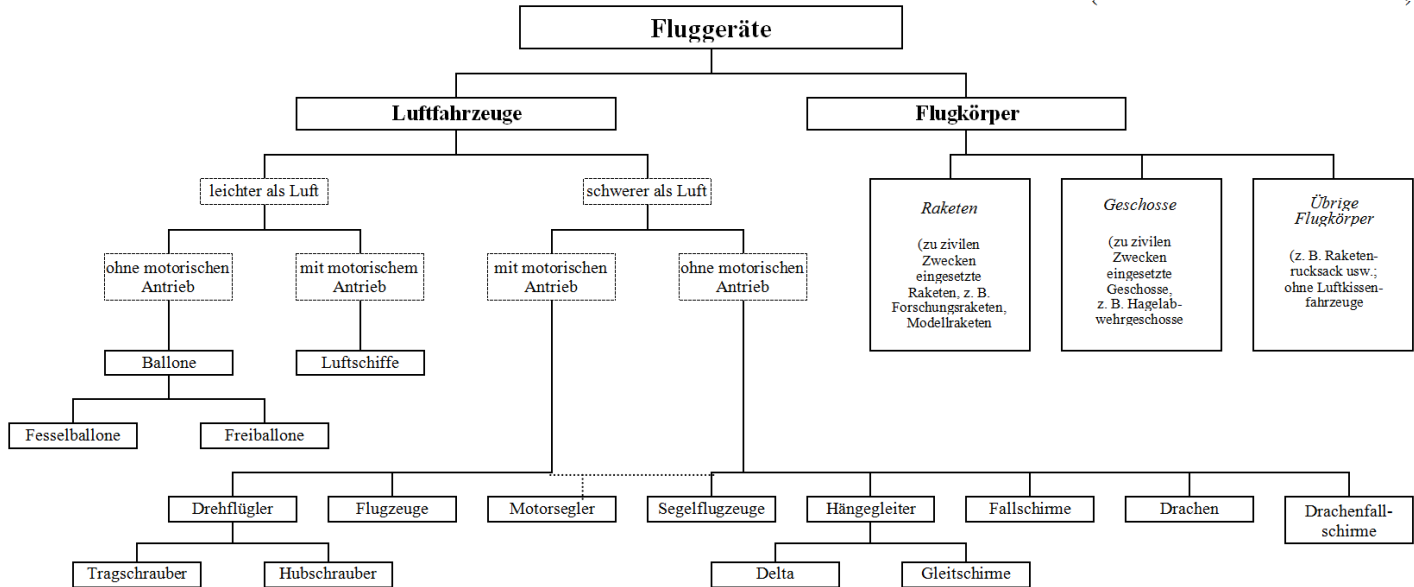 Fluggeräte
Luftfahrzeuge
Flugkörper
leichter als Luft
schwerer als Luft
ohne motorischen
Antrieb
mit motorischem
Antrieb
mit motorischen
Antrieb
ohne motorischen
Antrieb
Raketen
(zu zivilen
Zwecken
eingesetzte
Raketen, z. B.
Forschungsraketen,
Modellraketen
Geschosse
(zu zivilen
Zwecken
eingesetzte
Geschosse,
z. B. Hagelab-
wehrgeschosse
Übrige
Flugkörper
(z. B. Raketen-
rucksack usw.;
ohne Luftkissen-
fahrzeuge
Ballone
Luftschiffe
Fesselballone
Freiballone
Drehflügler
Flugzeuge
Motorsegler
Segelflugzeuge
Hängegleiter
Fallschirme
Drachen
Drachenfall-
schirme
Tragschrauber
Hubschrauber
Delta
Gleitschirme